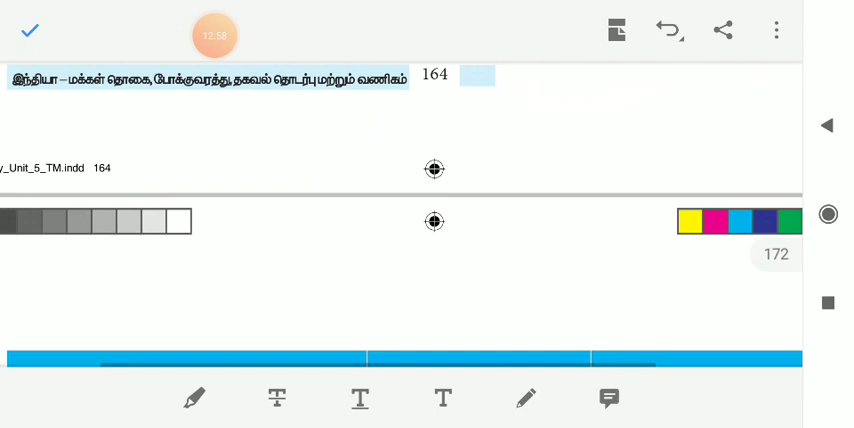 12:58
இந்தியா – மக்கள் தொகை, போக்குவரத்து, தகவல் தொடர்பு மற்றும் வணிகம் 164
y_Unit_5_TM.indd 164
172
T T T